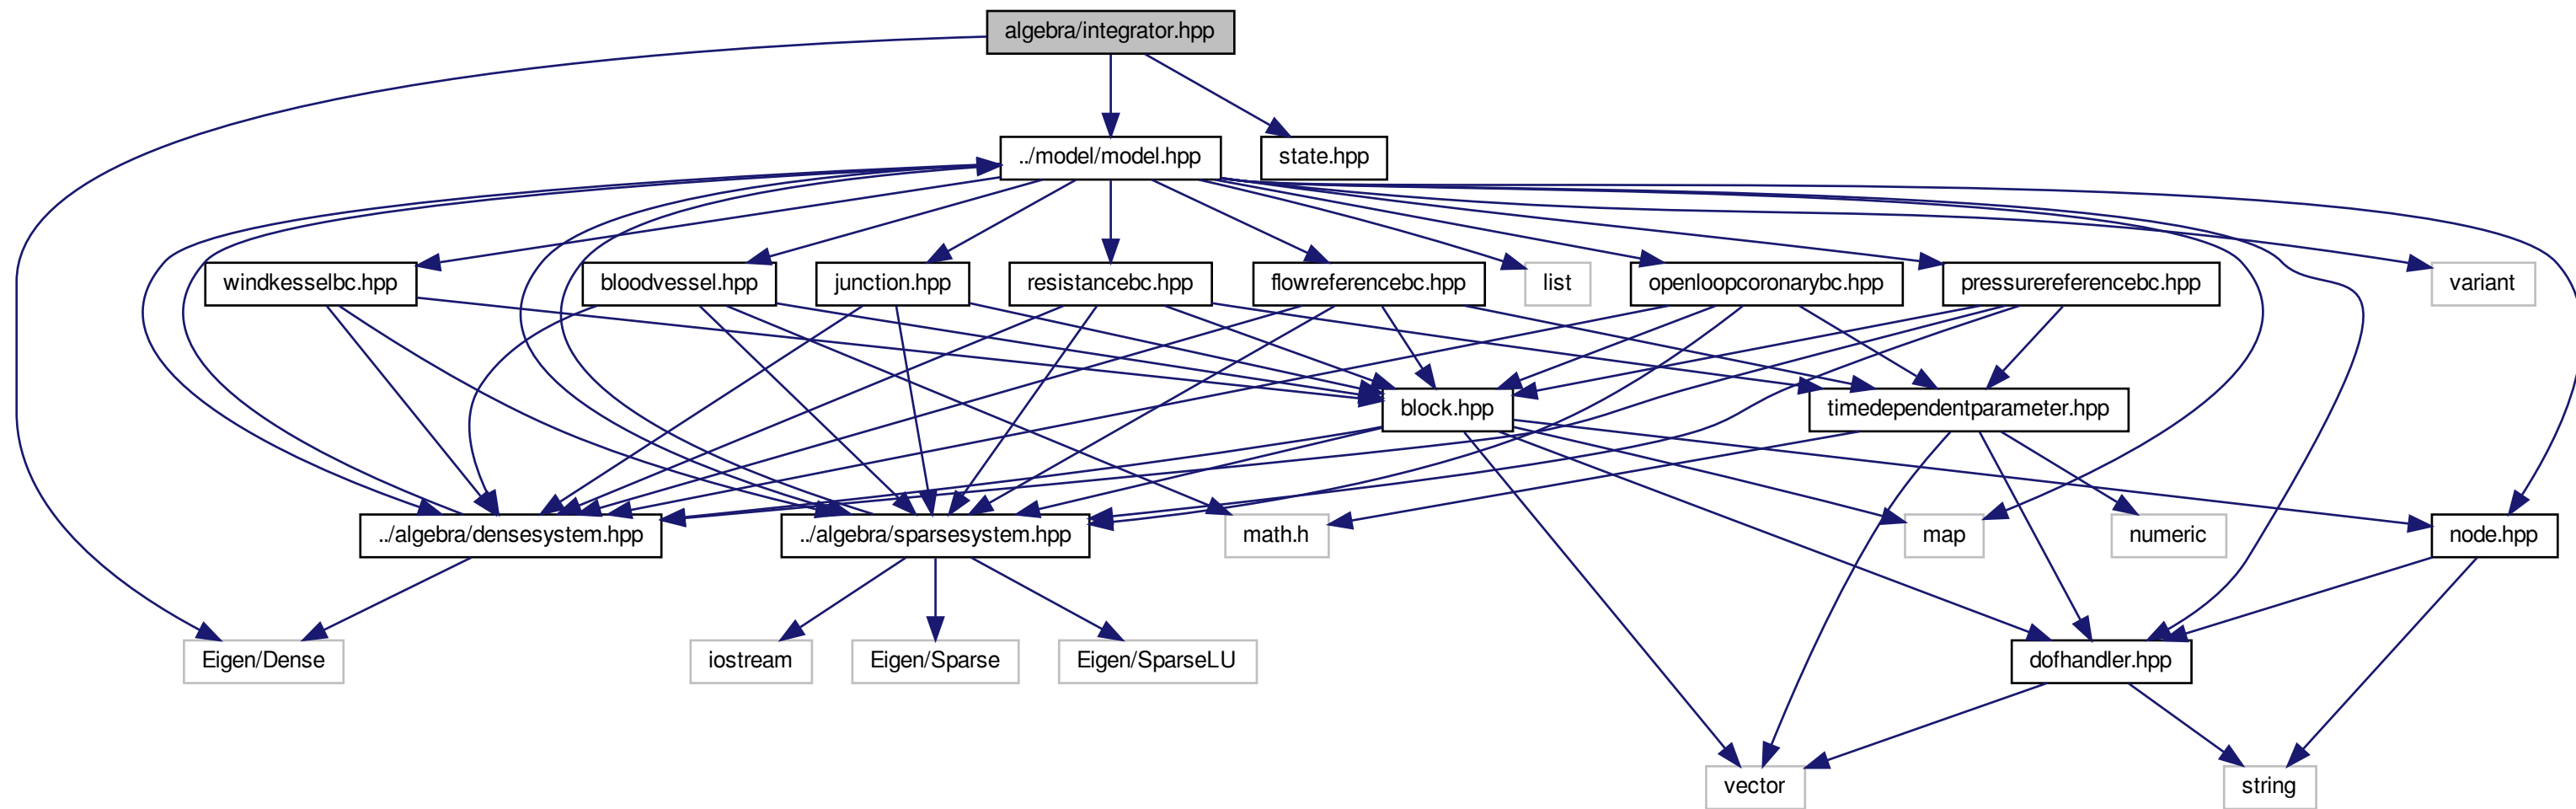 algebra/integrator.hpp
../model/model.hpp
state.hpp
windkesselbc.hpp
bloodvessel.hpp
junction.hpp
resistancebc.hpp
flowreferencebc.hpp
list
openloopcoronarybc.hpp
pressurereferencebc.hpp
variant
block.hpp
timedependentparameter.hpp
../algebra/densesystem.hpp
../algebra/sparsesystem.hpp
math.h
map
numeric
node.hpp
Eigen/Dense
iostream
Eigen/Sparse
Eigen/SparseLU
dofhandler.hpp
vector
string